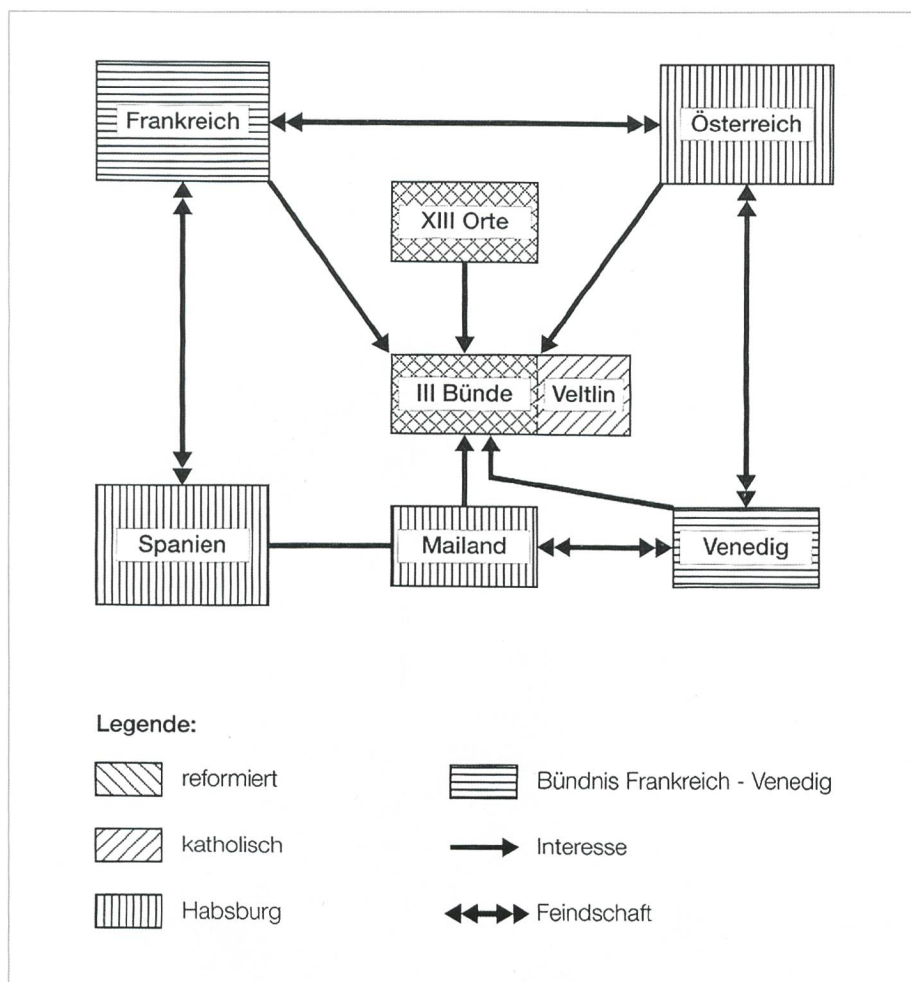 Frankreich
Österreich
XIII Orte
III Bünde
Veltlin
Spanien
Mailand
Venedig
Legende:
reformiert
Bündnis Frankreich - Venedig
katholisch
Interesse
Habsburg
Feindschaft